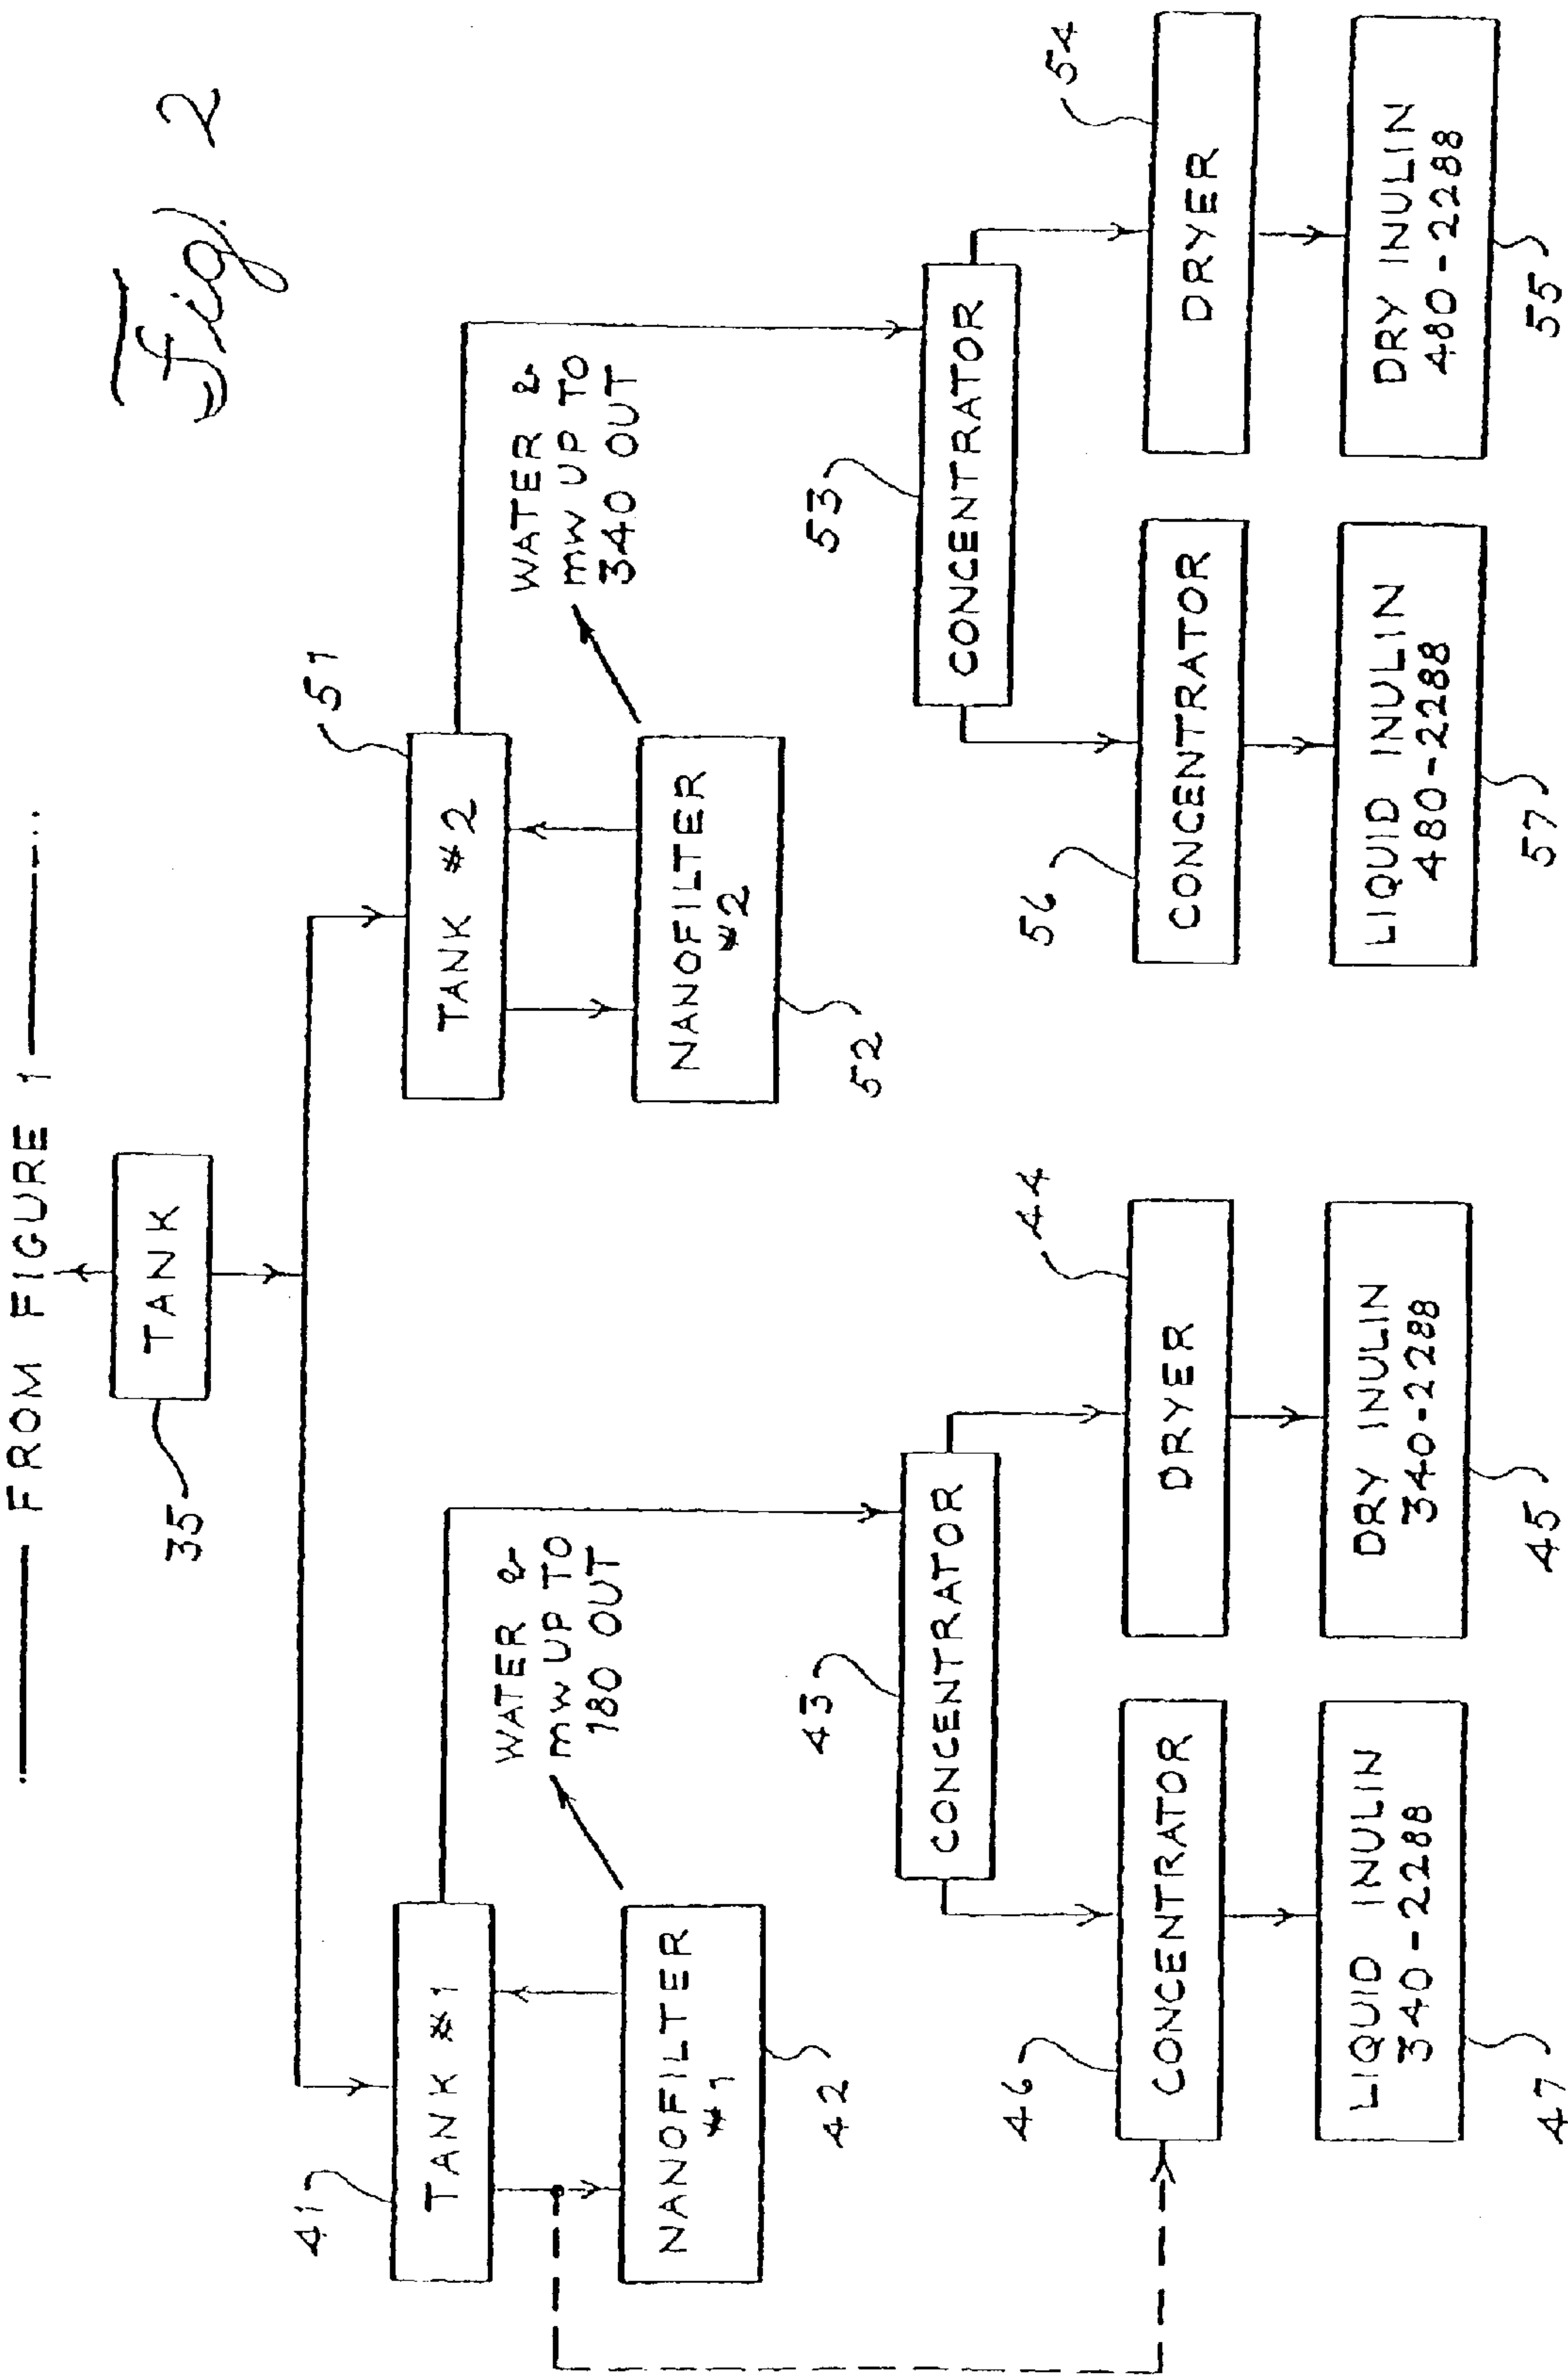 FROM FIGURE 1
Fig. 2
TANK
35
TANK #1
41
NANOFILTER
#1
42
WATER &
mw UP TO
180 OUT
CONCENTRATOR
43
CONCENTRATOR
46
LIQUID INULIN
340-2288
47
DRYER
44
DRY INULIN
340-2288
45
TANK #2
51
NANOFILTER
#2
52
WATER &
mw UP TO
340 OUT
CONCENTRATOR
53
CONCENTRATOR
56
LIQUID INULIN
480-2288
57
DRYER
54
DRY INULIN
480-2288
55